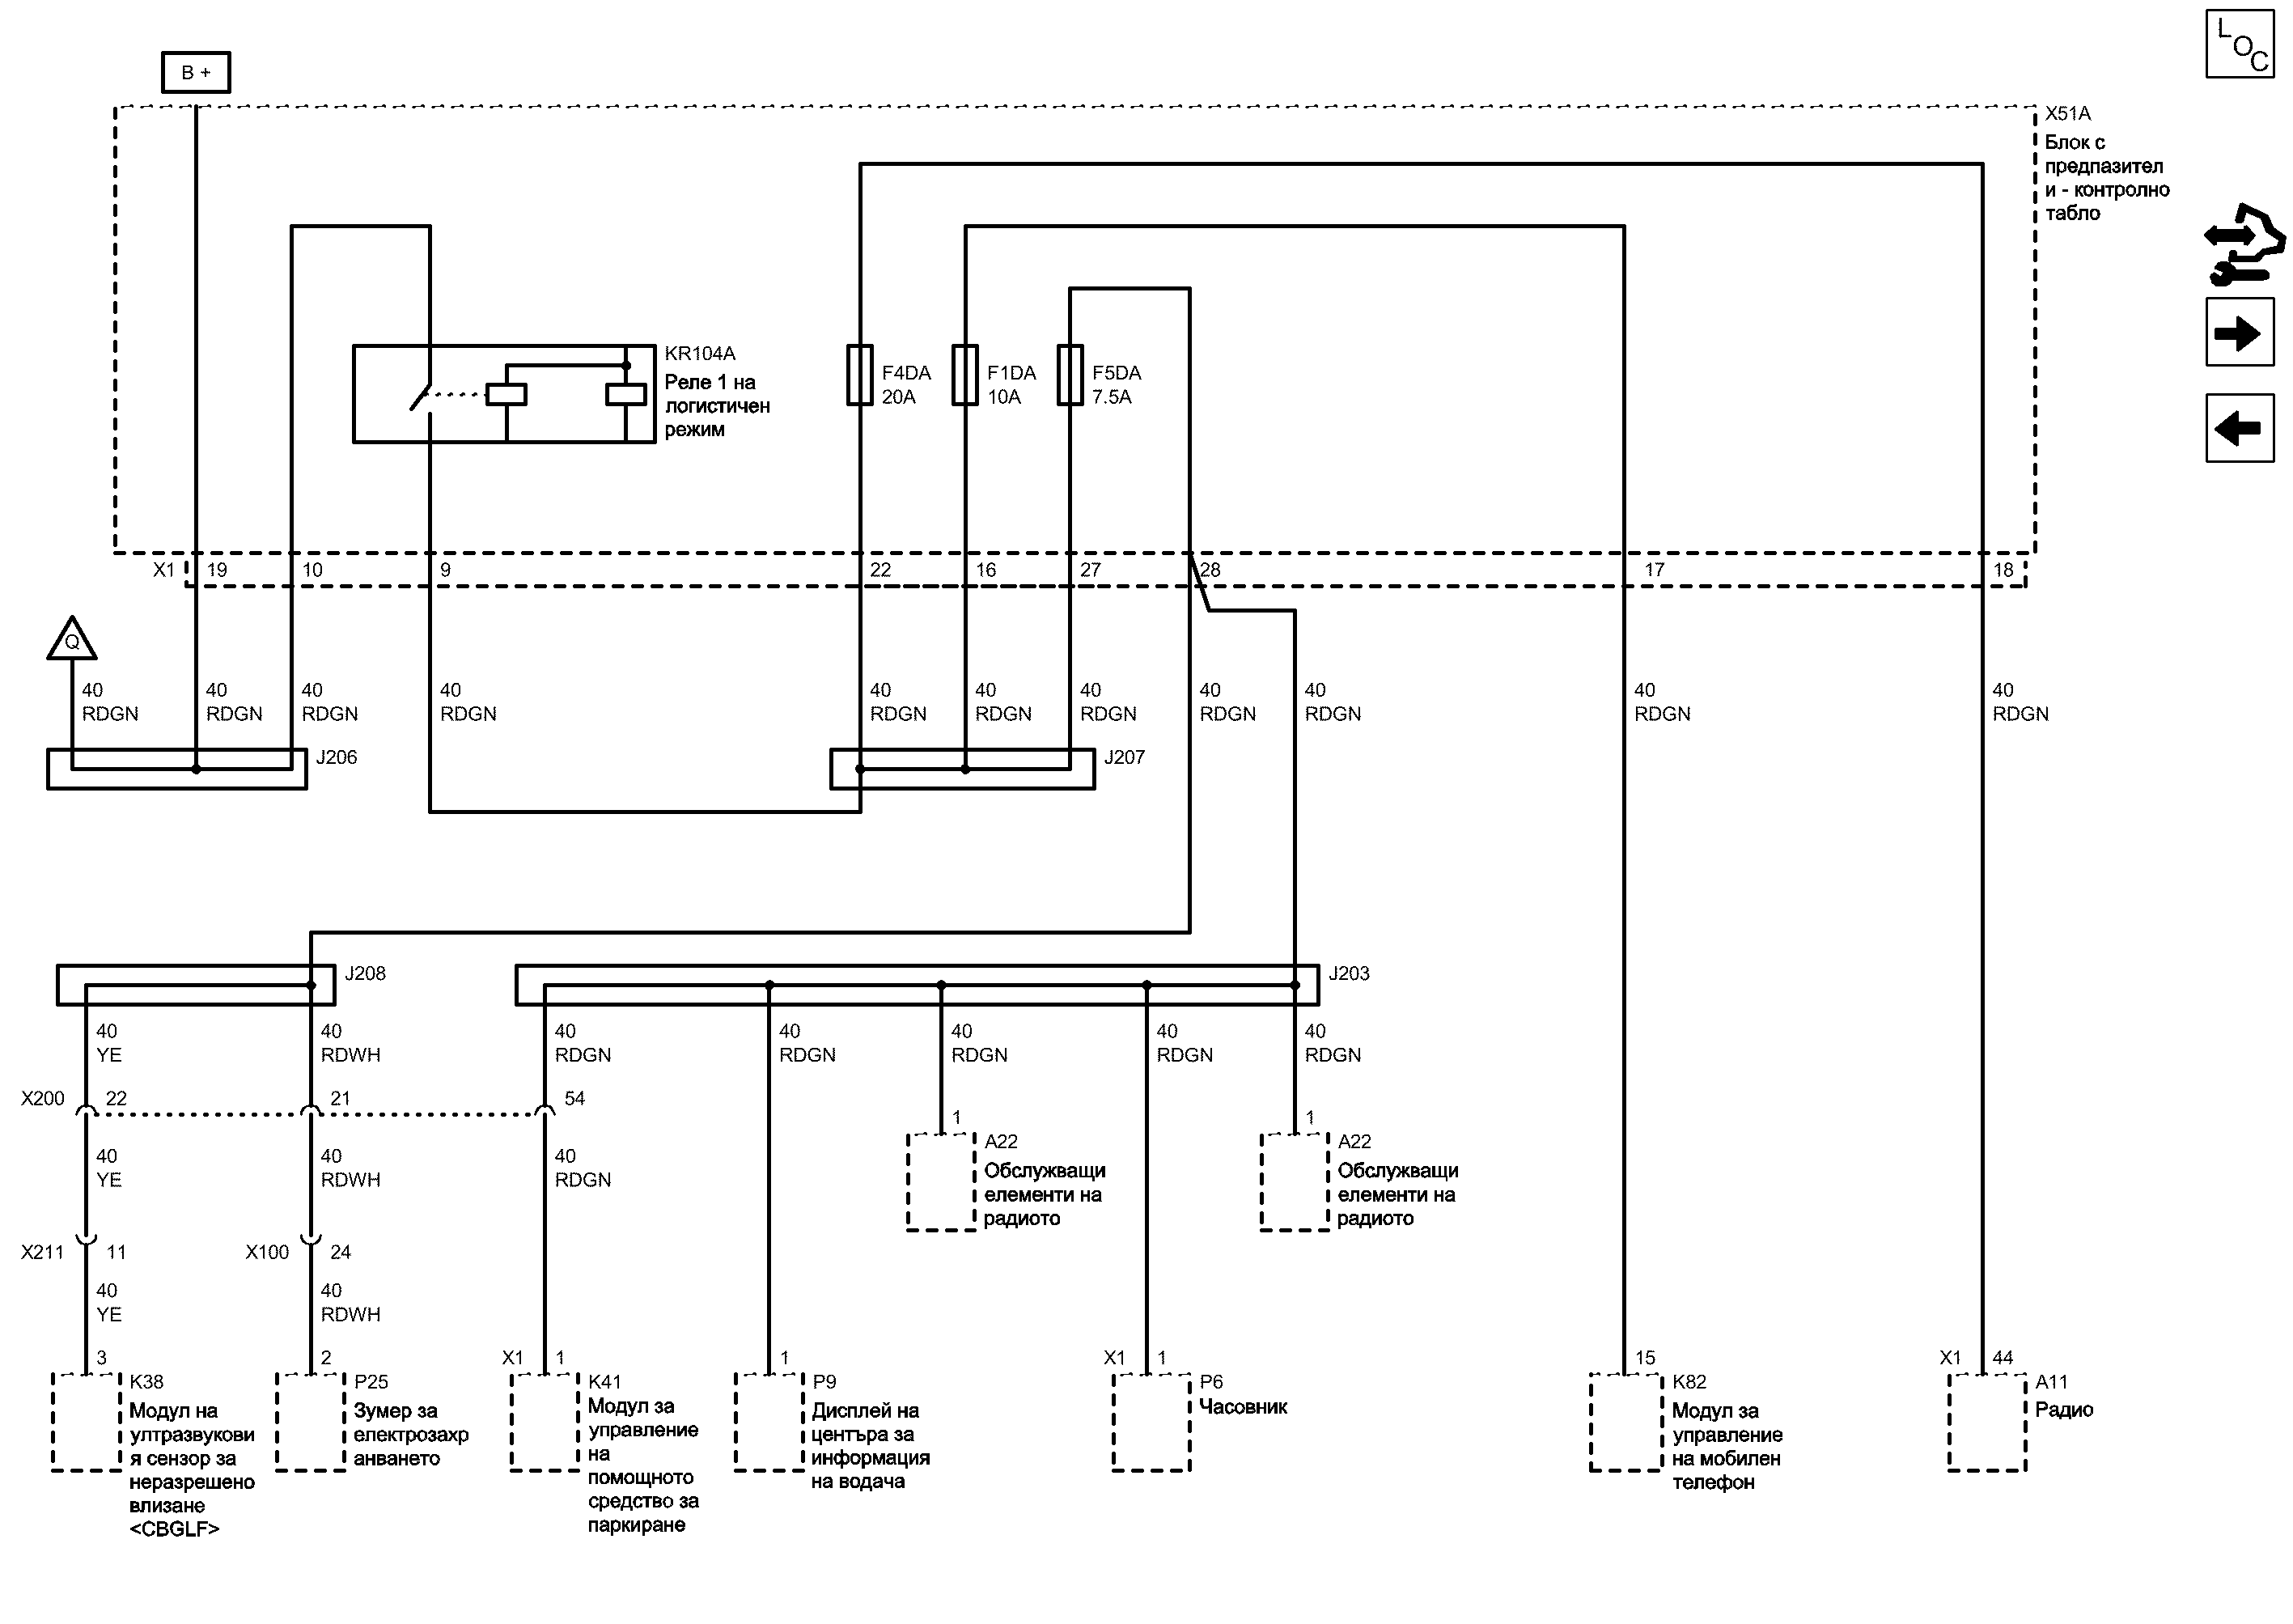 L
O
C
B +
X51A
Блок с
предпазител
и - контролно
табло
KR104A
Реле 1 на
логистичен
режим
F4DA
20A
F1DA
10A
F5DA
7.5A
X1 19 10 9 22 16 27 28 17 18
Q
40 40 40 40 40 40 40 40 40 40 40
RDGN RDGN RDGN RDGN RDGN RDGN RDGN RDGN RDGN RDGN RDGN
J206 J207
J208 J203
40 40 40 40 40 40 40
YE RDWH RDGN RDGN RDGN RDGN RDGN
X200 22 21 54
1 1
A22
Обслужващи
елементи на
радиото
A22
Обслужващи
елементи на
радиото
40 40 40
YE RDWH RDGN
X211 11 X100 24
40 40
YE RDWH
3 2 X1 1 1 X1 1 15 X1 44
K38
Модул на
ултразвукови
я сензор за
неразрешено
влизане
<CBGLF>
P25
Зумер за
електрозахр
анването
K41
Модул за
управление
на
помощното
средство за
паркиране
P9
Дисплей на
центъра за
информация
на водача
P6
Часовник
K82
Модул за
управление
на мобилен
телефон
A11
Радио